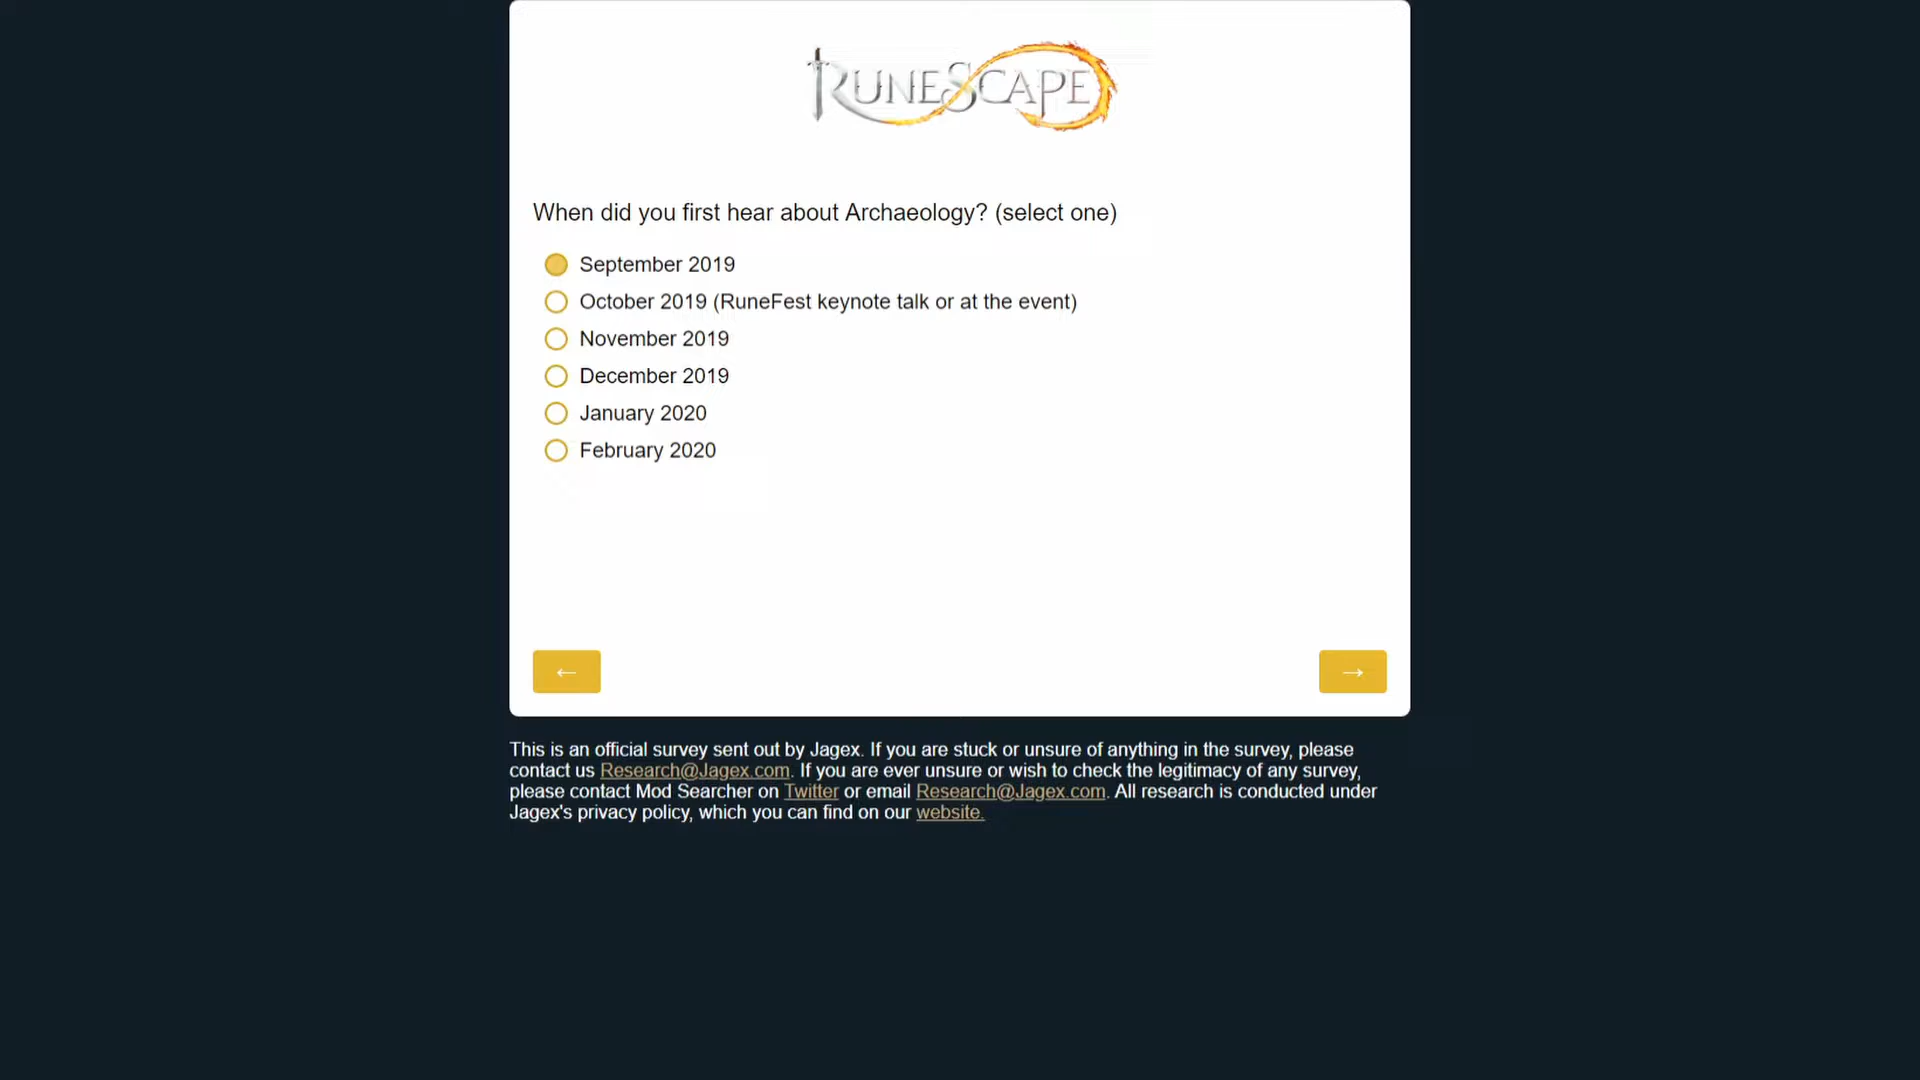 RUNESCAPE
When did you first hear about Archaeology? (select one)
September 2019
October 2019 (RuneFest keynote talk or at the event)
November 2019
December 2019
January 2020
February 2020
← →
This is an official survey sent out by Jagex. If you are stuck or unsure of anything in the survey, please
contact us Research@Jagex.com. If you are ever unsure or wish to check the legitimacy of any survey,
please contact Mod Searcher on Twitter or email Research@Jagex.com. All research is conducted under
Jagex's privacy policy, which you can find on our website.